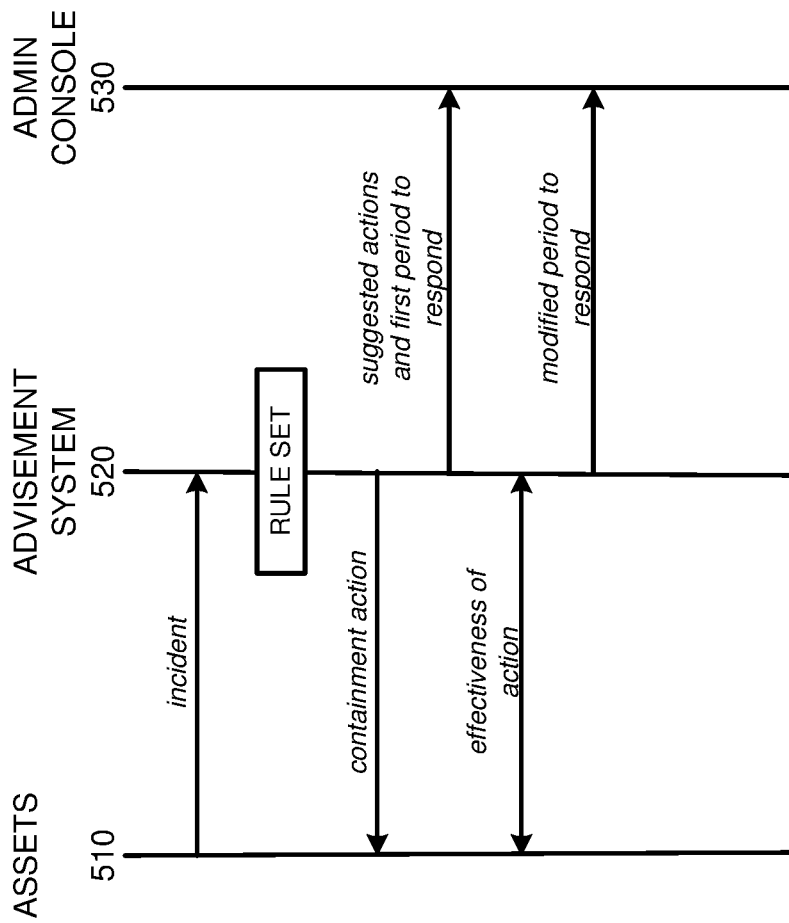 ASSETS
510
ADVISEMENT
SYSTEM
520
ADMIN
CONSOLE
530
incident
RULE SET
containment action
suggested actions
and first period to
respond
effectiveness of
action
modified period to
respond